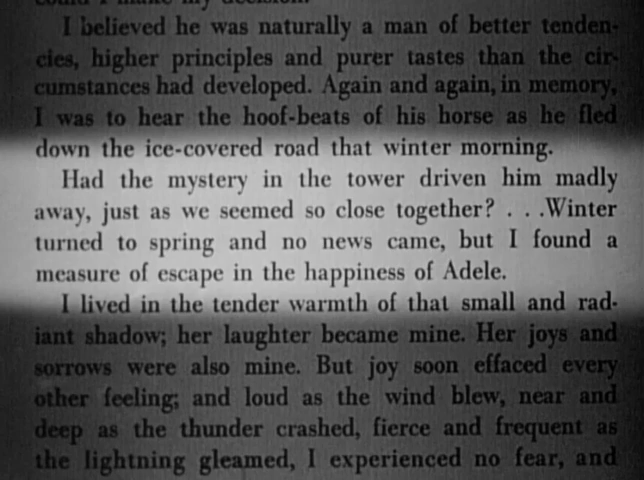 could I make my decision.
I believed he was naturally a man of better tenden-
cies, higher principles and purer tastes than the cir-
cumstances had developed. Again and again, in memory,
I was to hear the hoof-beats of his horse as he fled
down the ice-covered road that winter morning.
Had the mystery in the tower driven him madly
away, just as we seemed so close together? . . .Winter
turned to spring and no news came, but I found a
measure of escape in the happiness of Adele.
I lived in the tender warmth of that small and rad-
iant shadow; her laughter became mine. Her joys and
sorrows were also mine. But joy soon effaced every
other feeling; and loud as the wind blew, near and
deep as the thunder crashed, fierce and frequent as
the lightning gleamed, I experienced no fear, and